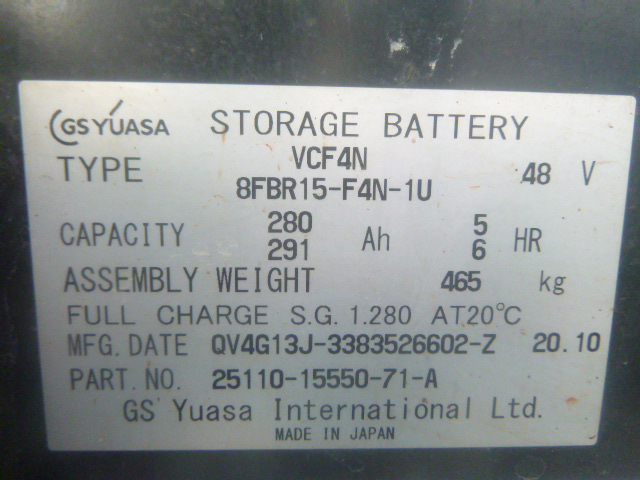 GS YUASA STORAGE BATTERY
TYPE VCF4N 48 V
8FBR15-F4N-1U
CAPACITY 280 Ah 5 HR
291 6
ASSEMBLY WEIGHT 465 kg
FULL CHARGE S.G. 1.280 AT20℃
MFG. DATE QV4G13J-3383526602-Z 20.10
PART. NO. 25110-15550-71-A
GS Yuasa International Ltd.
MADE IN JAPAN